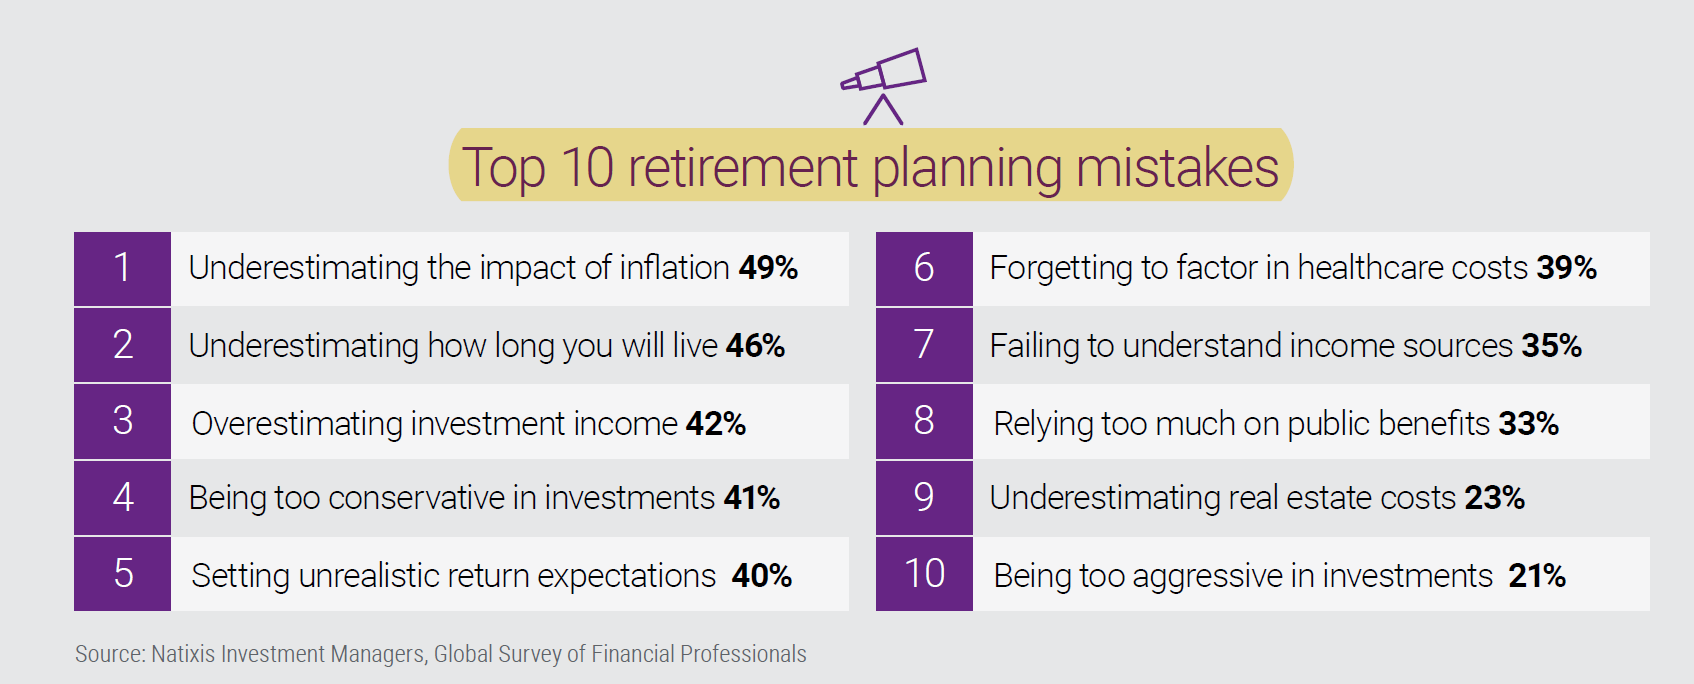 Top 10 retirement planning mistakes
1 Underestimating the impact of inflation 49%
2 Underestimating how long you will live 46%
3 Overestimating investment income 42%
4 Being too conservative in investments 41%
5 Setting unrealistic return expectations 40%
6 Forgetting to factor in healthcare costs 39%
7 Failing to understand income sources 35%
8 Relying too much on public benefits 33%
9 Underestimating real estate costs 23%
10 Being too aggressive in investments 21%
Source: Natixis Investment Managers, Global Survey of Financial Professionals